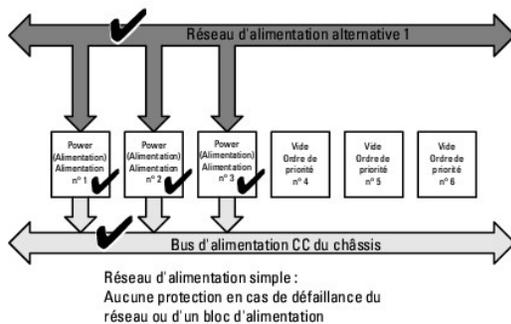 Réseau d'alimentation alternative 1
Power
(Alimentation)
Alimentation
n° 1
Power
(Alimentation)
Alimentation
n° 2
Power
(Alimentation)
Alimentation
n° 3
Vide
Ordre de
priorité
n° 4
Vide
Ordre de
priorité
n° 5
Vide
Ordre de
priorité
n° 6
Bus d'alimentation CC du châssis
Réseau d'alimentation simple :
Aucune protection en cas de défaillance du
réseau ou d'un bloc d'alimentation